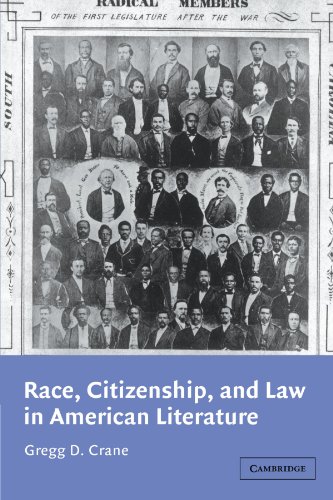 RADICAL MEMBERS
OF THE FIRST LEGISLATURE AFTER THE WAR
SOUTH
Race, Citizenship, and Law
in American Literature
Gregg D. Crane
CAMBRIDGE